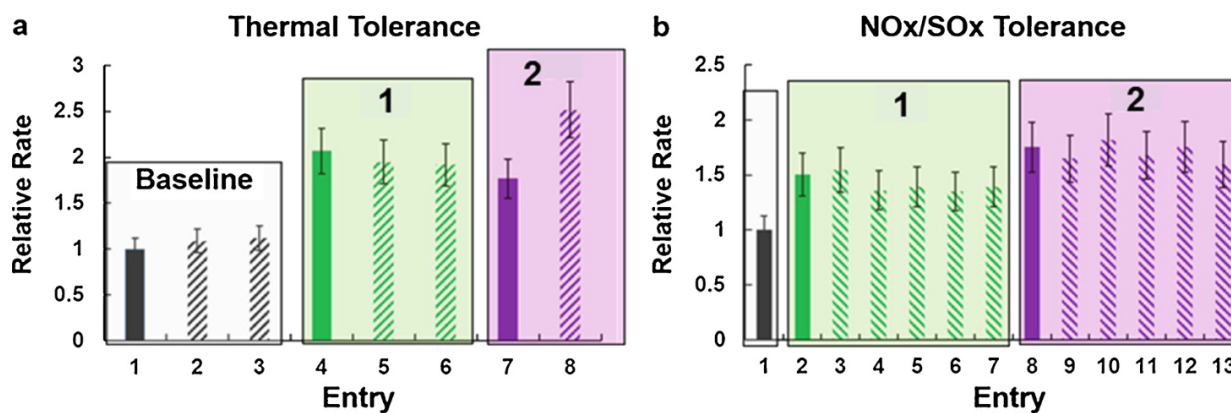 a
Thermal Tolerance
Relative Rate
3
2.5
2
1.5
1
0.5
0
Baseline
1
2
1 2 3 4 5 6 7 8
Entry
b
NOx/SOx Tolerance
Relative Rate
2.5
2
1.5
1
0.5
0
1
2
1 2 3 4 5 6 7 8 9 10 11 12 13
Entry